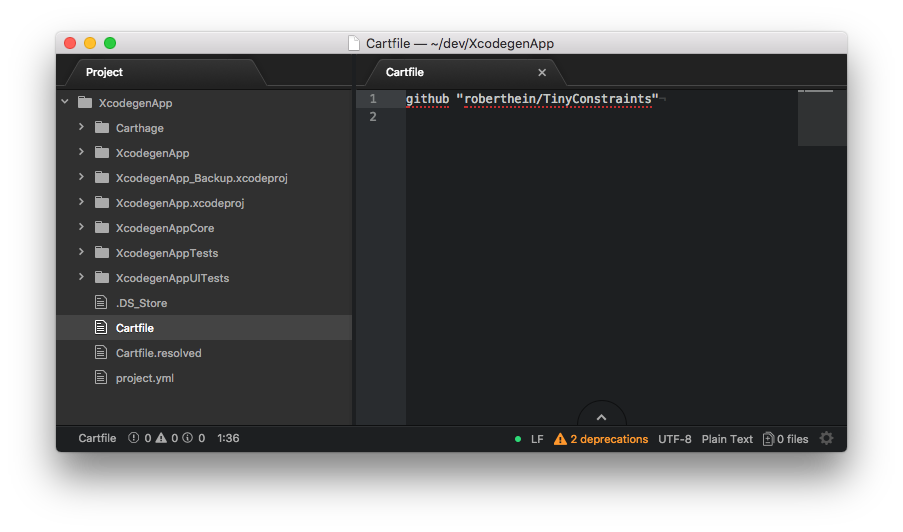 Cartfile — ~/dev/XcodegenApp
Project
Cartfile
XcodegenApp
Carthage
XcodegenApp
XcodegenApp_Backup.xcodeproj
XcodegenApp.xcodeproj
XcodegenAppCore
XcodegenAppTests
XcodegenAppUITests
.DS_Store
Cartfile
Cartfile.resolved
project.yml
1 github "roberthein/TinyConstraints"¬
2
Cartfile 0 0 0 1:36 LF 2 deprecations UTF-8 Plain Text 0 files